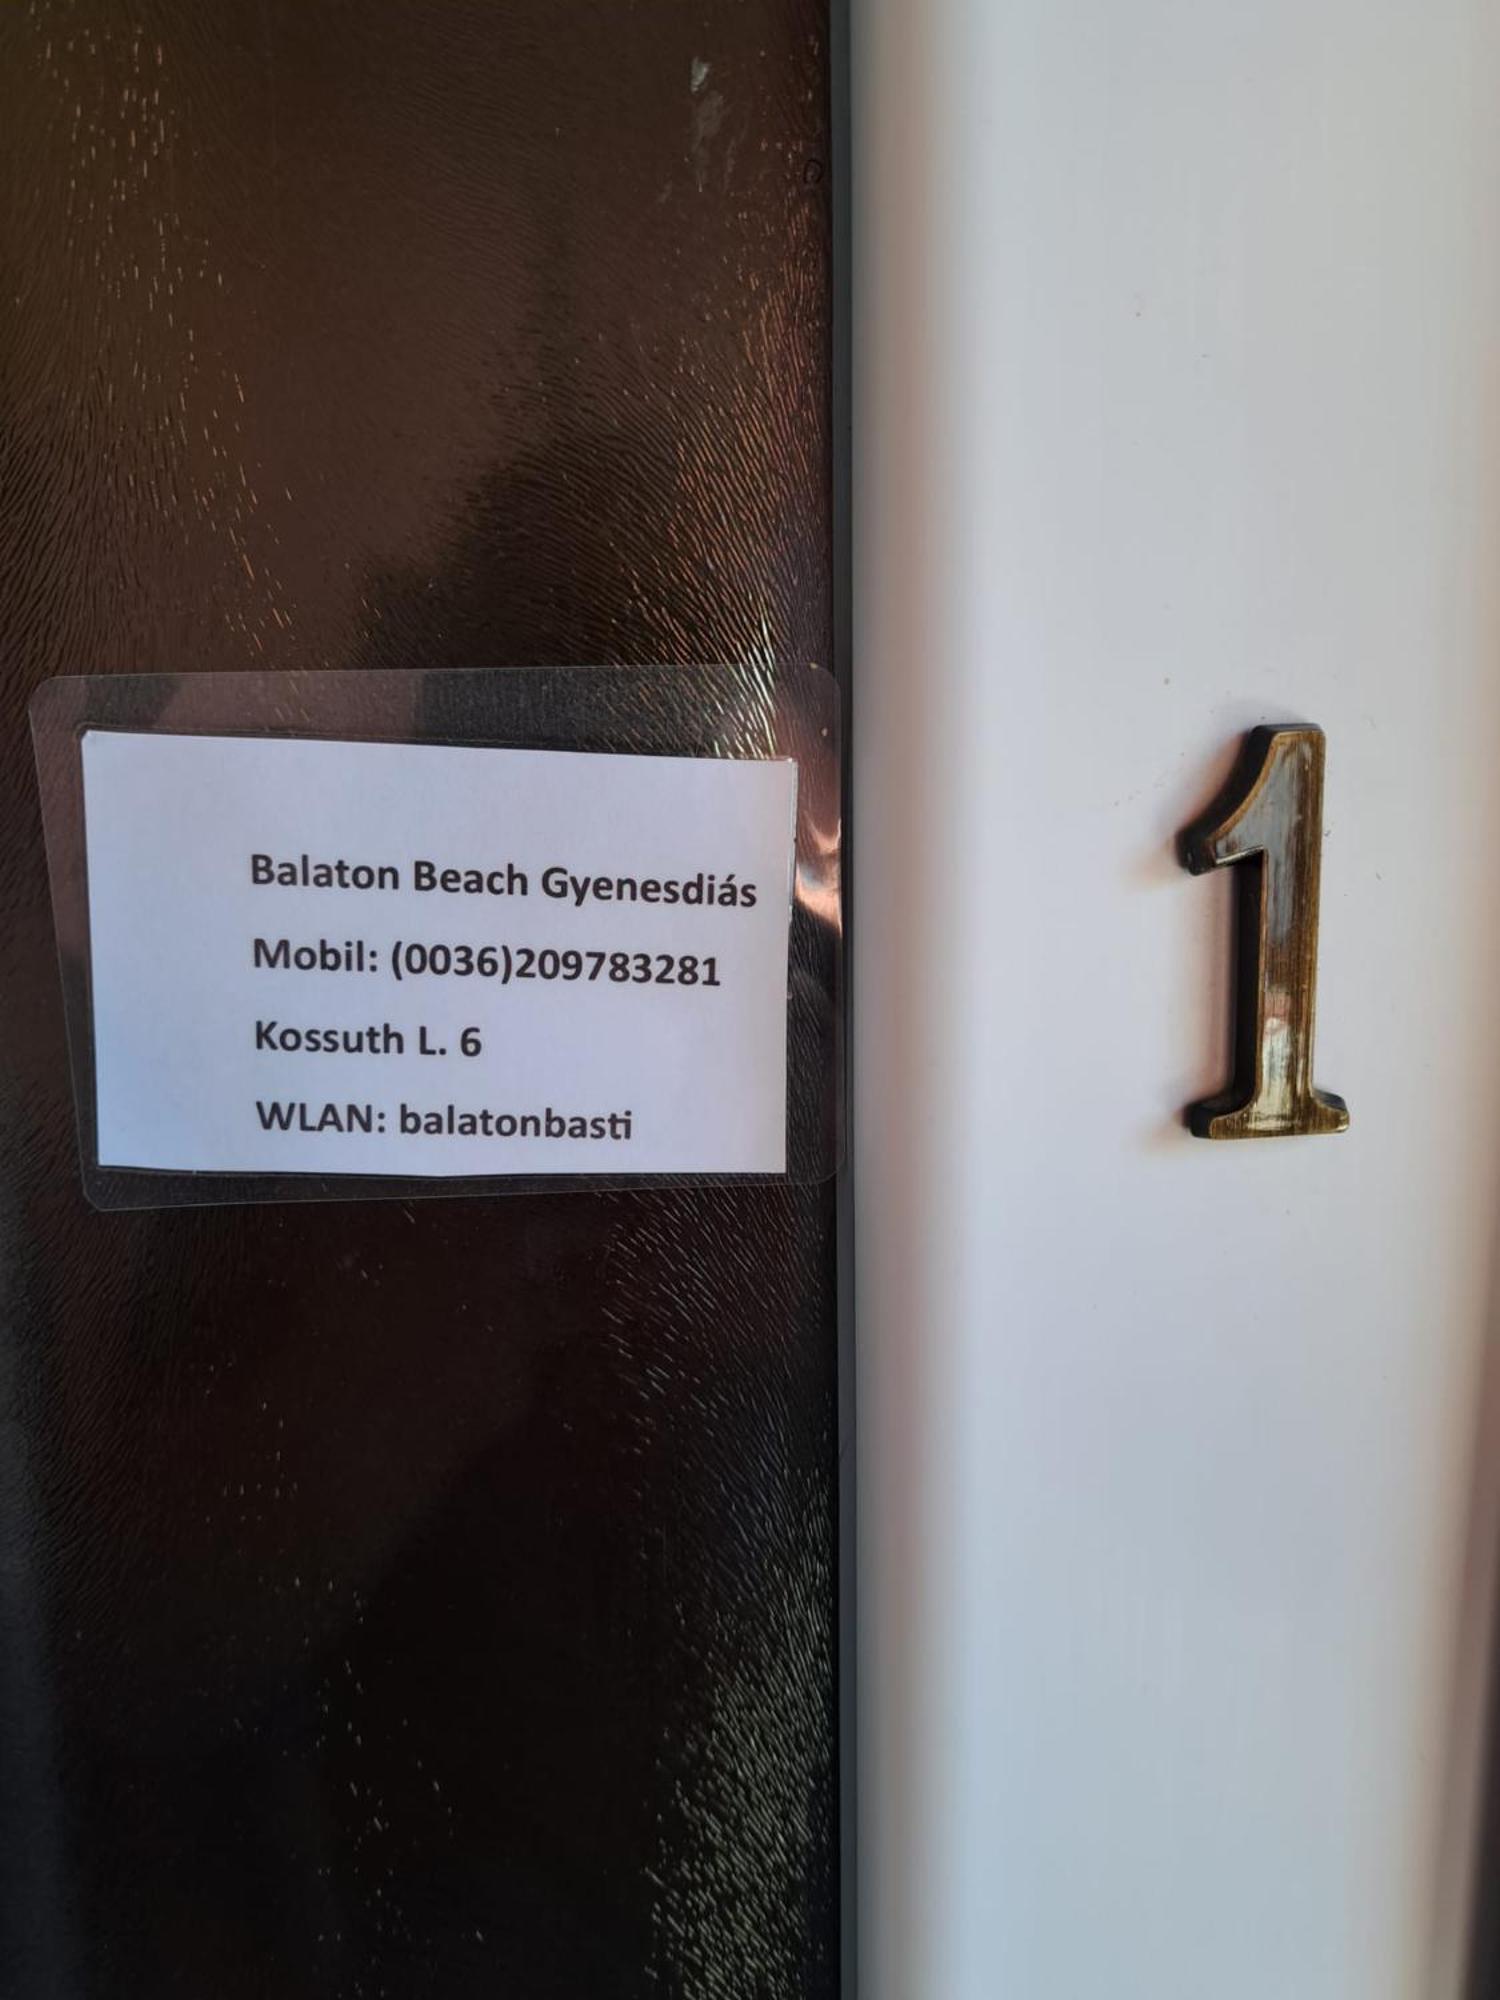 Balaton Beach Gyenesdiás
Mobil: (0036)209783281
Kossuth L. 6
WLAN: balatonbasti
1